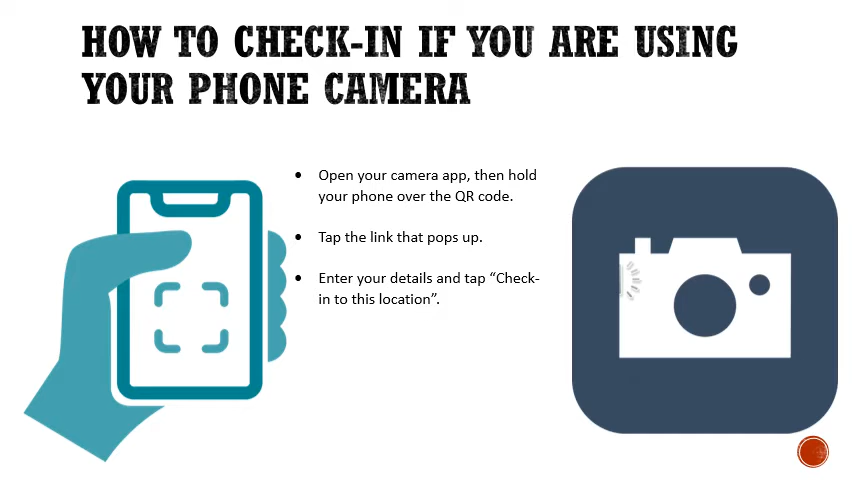 HOW TO CHECK-IN IF YOU ARE USING
YOUR PHONE CAMERA
• Open your camera app, then hold
your phone over the QR code.
• Tap the link that pops up.
• Enter your details and tap “Check-
in to this location”.